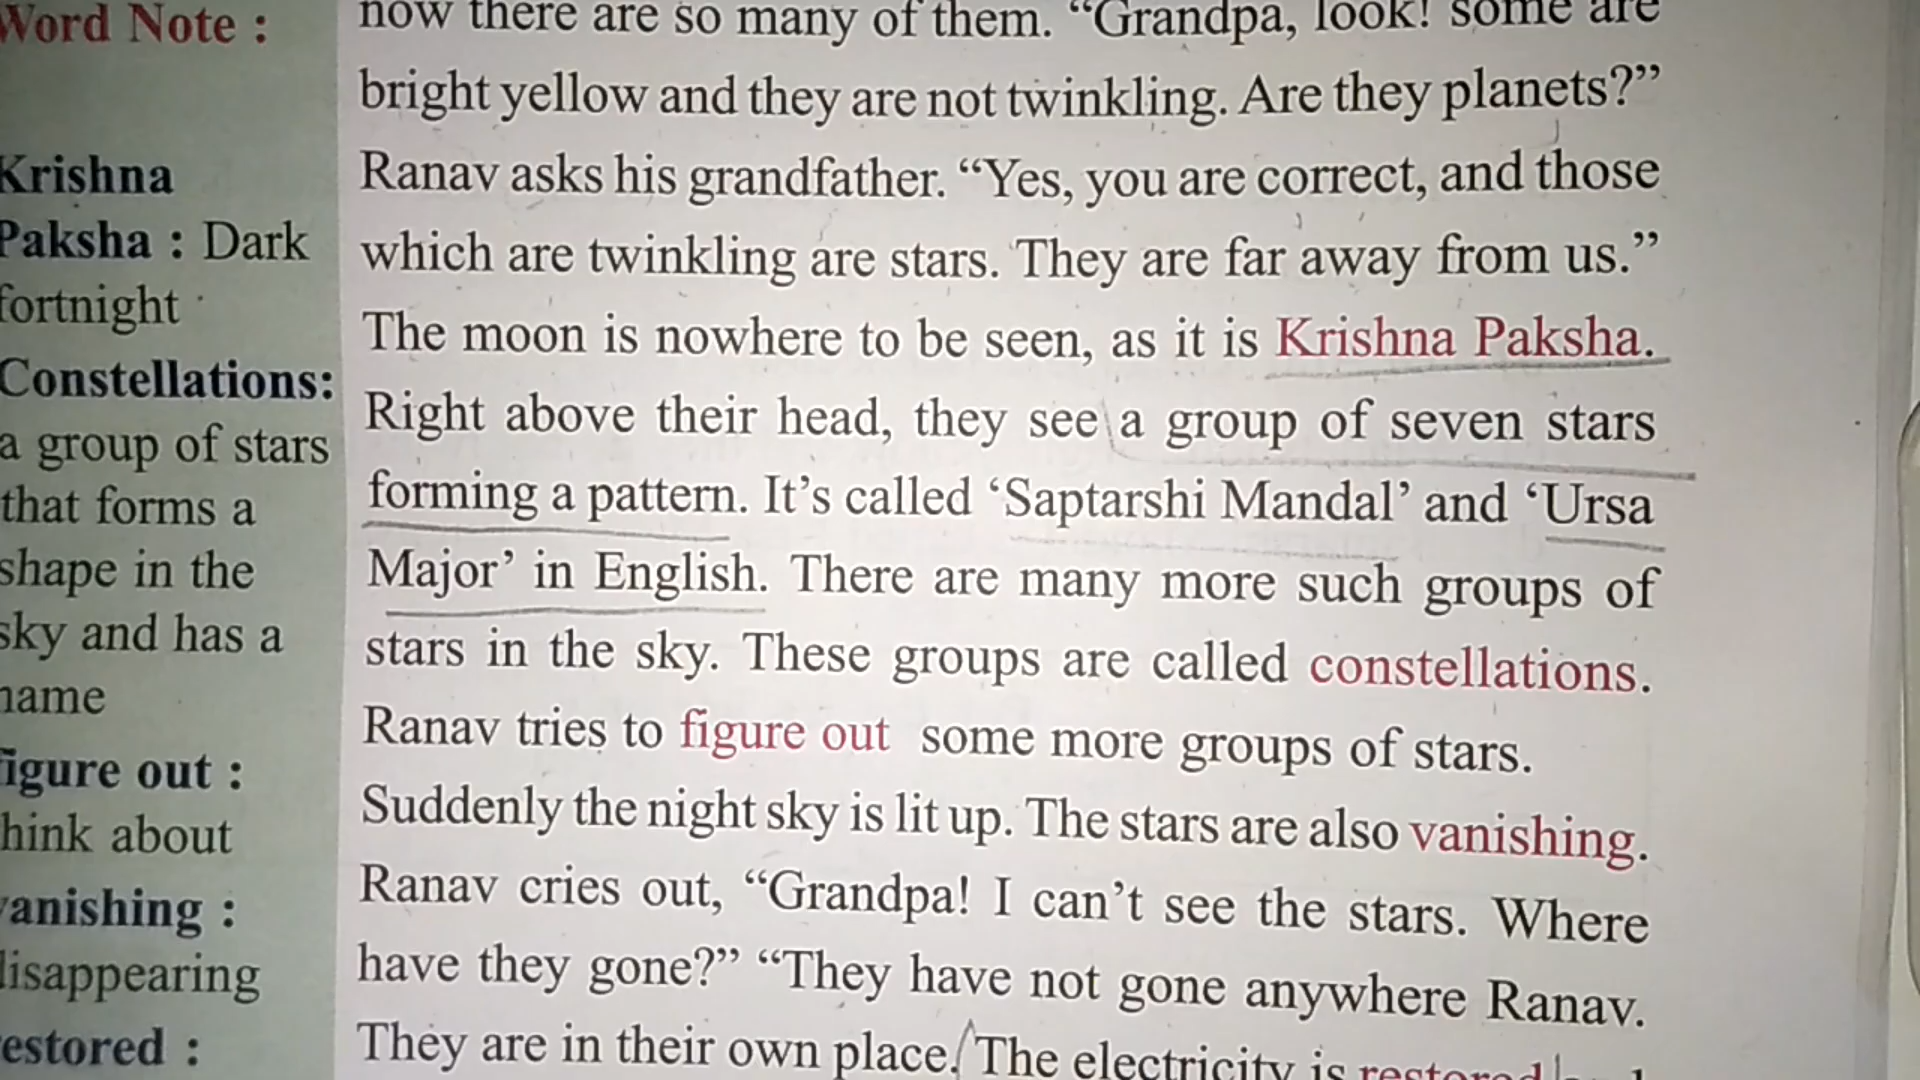 Word Note :
Krishna
Paksha : Dark
fortnight
Constellations:
a group of stars
that forms a
shape in the
sky and has a
name
figure out :
think about
vanishing :
disappearing
restored :
now there are so many of them. “Grandpa, look! some are
bright yellow and they are not twinkling. Are they planets?”
Ranav asks his grandfather. “Yes, you are correct, and those
which are twinkling are stars. They are far away from us.”
The moon is nowhere to be seen, as it is Krishna Paksha.
Right above their head, they see a group of seven stars
forming a pattern. It’s called ‘Saptarshi Mandal’ and ‘Ursa
Major’ in English. There are many more such groups of
stars in the sky. These groups are called constellations.
Ranav tries to figure out some more groups of stars.
Suddenly the night sky is lit up. The stars are also vanishing.
Ranav cries out, “Grandpa! I can’t see the stars. Where
have they gone?” “They have not gone anywhere Ranav.
They are in their own place. The electricity is restored